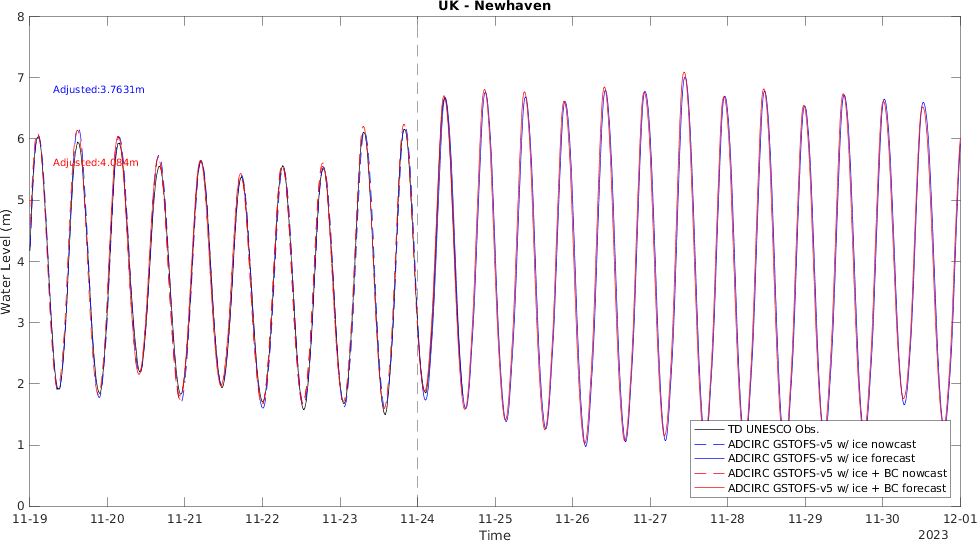 UK - Newhaven
8
7
6
5
4
3
2
1
0
Water Level (m)
Adjusted:3.7631m
Adjusted:4.084m
TD UNESCO Obs.
ADCIRC GSTOFS-v5 w/ ice nowcast
ADCIRC GSTOFS-v5 w/ ice forecast
ADCIRC GSTOFS-v5 w/ ice + BC nowcast
ADCIRC GSTOFS-v5 w/ ice + BC forecast
11-19 11-20 11-21 11-22 11-23 11-24 11-25 11-26 11-27 11-28 11-29 11-30 12-01
Time
2023